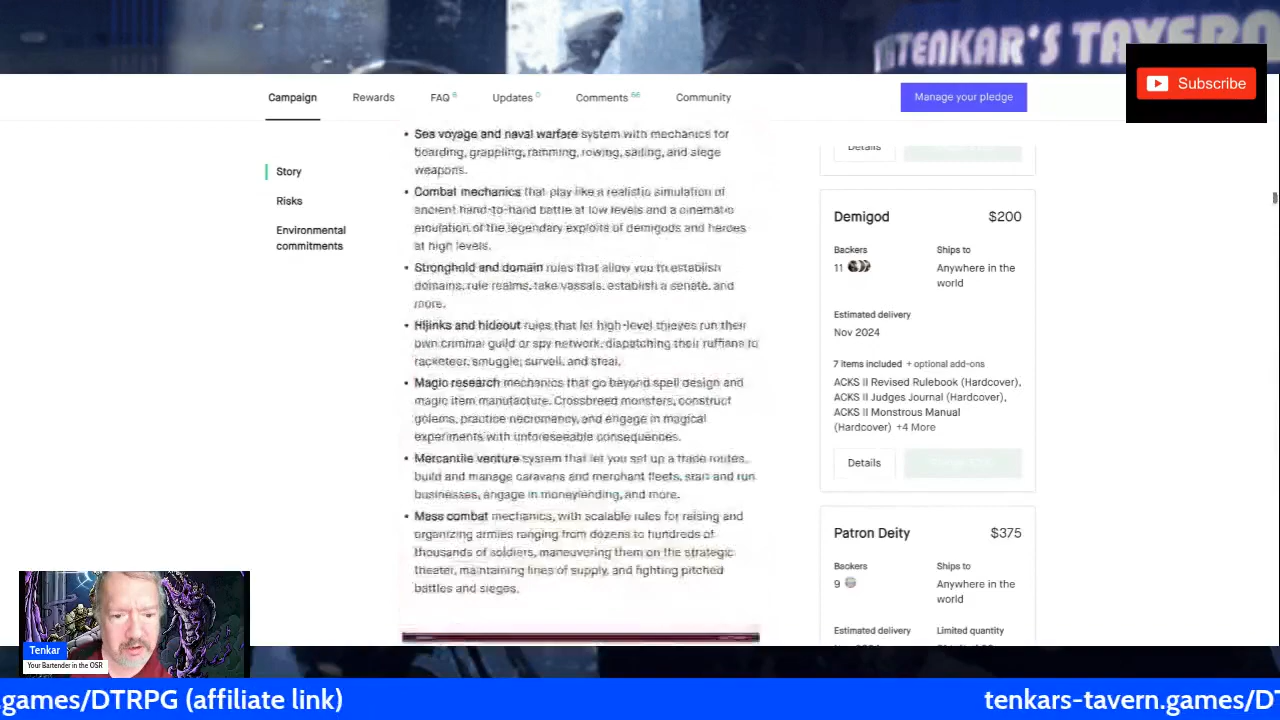 TENKAR'S TAVERN
Subscribe
Campaign Rewards FAQ 6 Updates 0 Comments 66 Community
Manage your pledge
Story
Risks
Environmental
commitments
• Sea voyage and naval warfare system with mechanics for
boarding, grappling, ramming, rowing, sailing, and siege
weapons.
• Combat mechanics that play like a realistic simulation of
ancient hand-to-hand battle at low levels and a cinematic
emulation of the legendary exploits of demigods and heroes
at high levels.
• Stronghold and domain rules that allow you to establish
domains, rule realms, take vassals, establish a senate, and
more.
• Hijinks and hideout rules that let high-level thieves run their
own criminal guild or spy network, dispatching their ruffians to
racketeer, smuggle, surveil, and steal.
• Magic research mechanics that go beyond spell design and
magic item manufacture. Crossbreed monsters, construct
golems, practice necromancy, and engage in magical
experiments with unforeseeable consequences.
• Mercantile venture system that let you set up a trade routes,
build and manage caravans and merchant fleets, start and run
businesses, engage in moneylending, and more.
• Mass combat mechanics, with scalable rules for raising and
organizing armies ranging from dozens to hundreds of
thousands of soldiers, maneuvering them on the strategic
theater, maintaining lines of supply, and fighting pitched
battles and sieges.
Details
Demigod $200
Backers Ships to
11 Anywhere in the
world
Estimated delivery
Nov 2024
7 items included + optional add-ons
ACKS II Revised Rulebook (Hardcover),
ACKS II Judges Journal (Hardcover),
ACKS II Monstrous Manual
(Hardcover) +4 More
Details
Patron Deity $375
Backers Ships to
9 Anywhere in the
world
Estimated delivery Limited quantity
Tenkar
Your Bartender in the OSR
.games/DTRPG (affiliate link) tenkars-tavern.games/DT